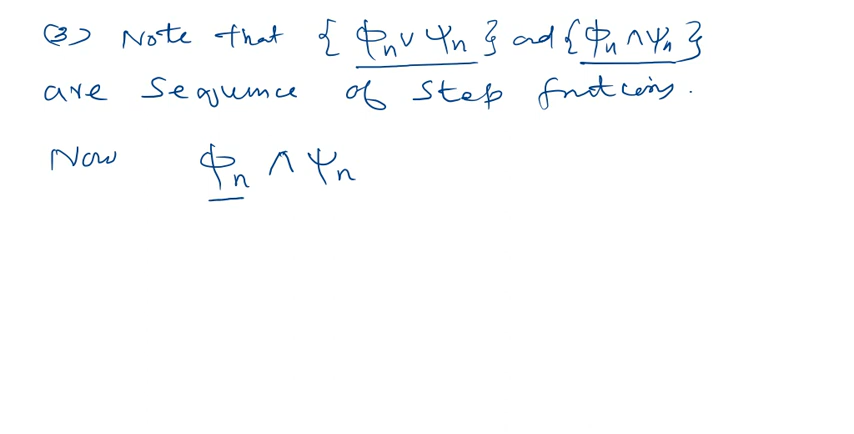 (3) Note that { ϕn ∨ ψn } and { ϕn ∧ ψn }
are Sequence of Step functions.
Now ϕn ∧ ψn